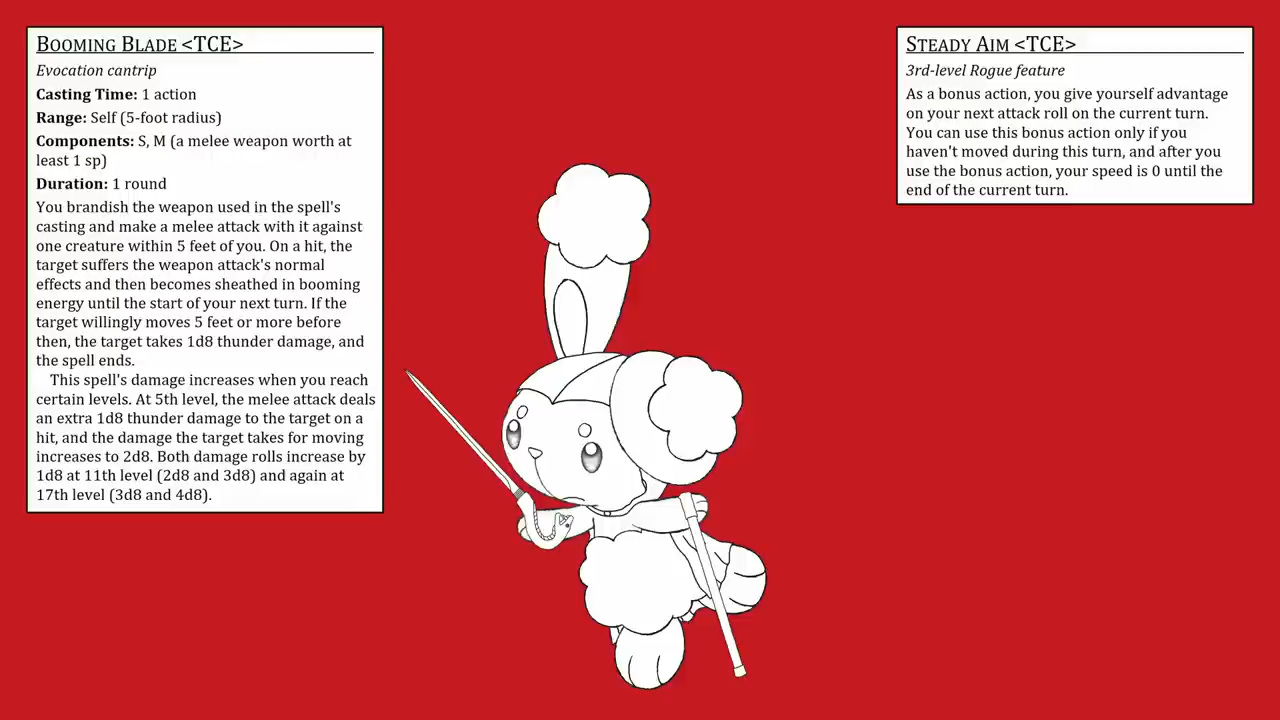 BOOMING BLADE <TCE>
Evocation cantrip
Casting Time: 1 action
Range: Self (5-foot radius)
Components: S, M (a melee weapon worth at
least 1 sp)
Duration: 1 round
You brandish the weapon used in the spell's
casting and make a melee attack with it against
one creature within 5 feet of you. On a hit, the
target suffers the weapon attack's normal
effects and then becomes sheathed in booming
energy until the start of your next turn. If the
target willingly moves 5 feet or more before
then, the target takes 1d8 thunder damage, and
the spell ends.
This spell's damage increases when you reach
certain levels. At 5th level, the melee attack deals
an extra 1d8 thunder damage to the target on a
hit, and the damage the target takes for moving
increases to 2d8. Both damage rolls increase by
1d8 at 11th level (2d8 and 3d8) and again at
17th level (3d8 and 4d8).
STEADY AIM <TCE>
3rd-level Rogue feature
As a bonus action, you give yourself advantage
on your next attack roll on the current turn.
You can use this bonus action only if you
haven't moved during this turn, and after you
use the bonus action, your speed is 0 until the
end of the current turn.